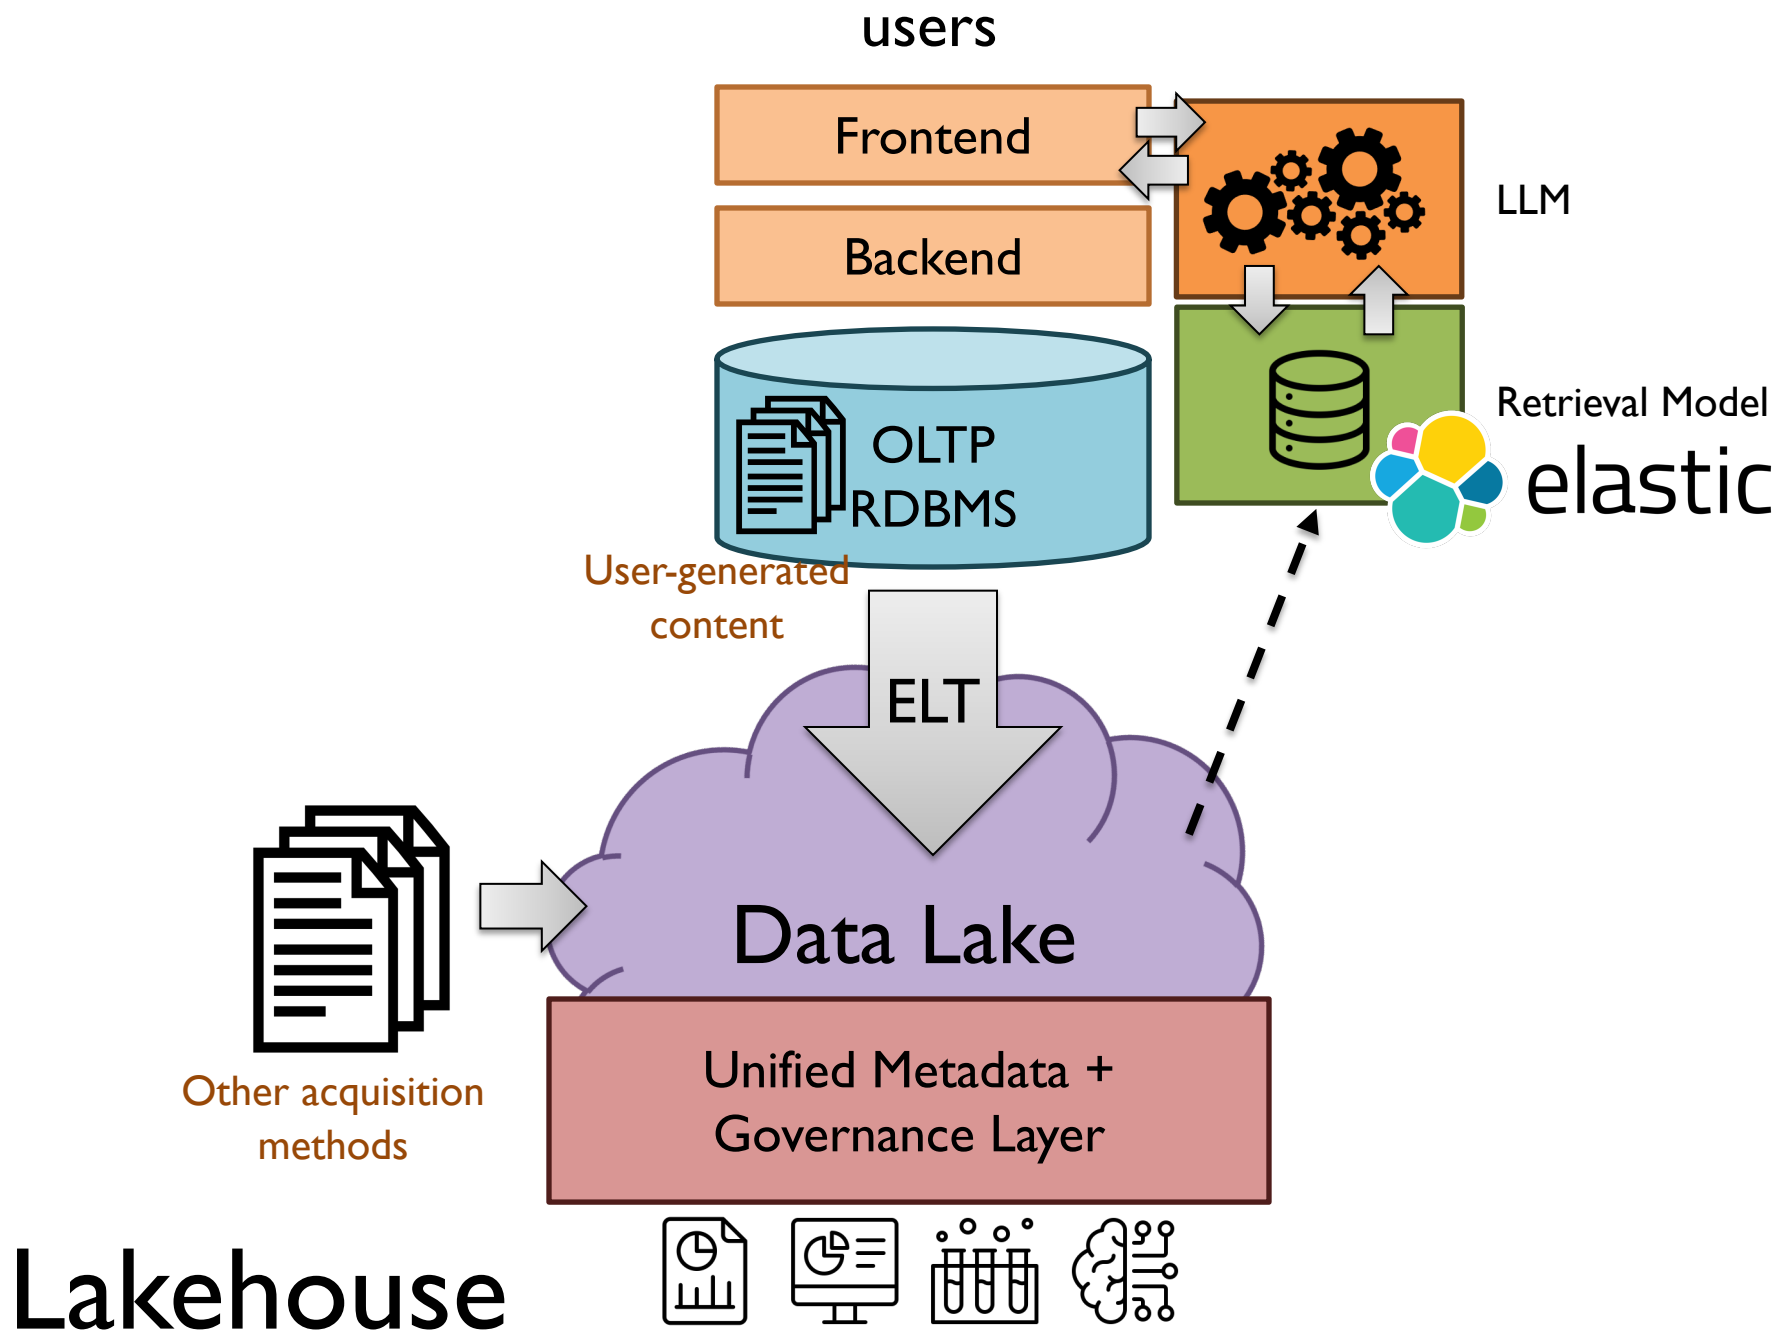 users
Frontend
Backend
LLM
OLTP
RDBMS
Retrieval Model
elastic
User-generated
content
ELT
Data Lake
Other acquisition
methods
Unified Metadata +
Governance Layer
Lakehouse